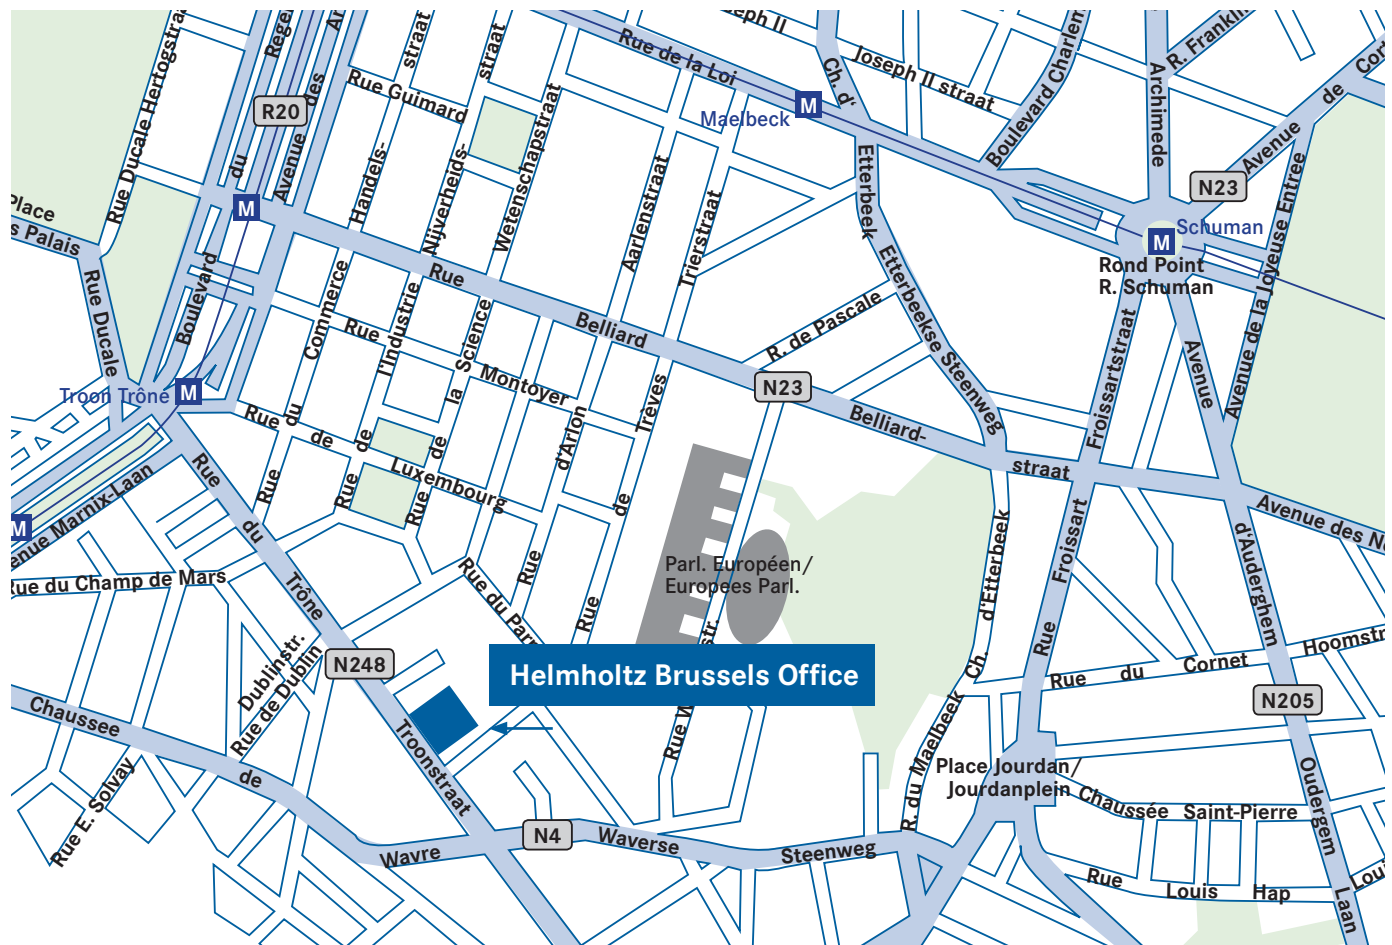 Rue Ducale Hertogstraat
R20
Avenue des
du
Boulevard
straat
straat
Rue Guimard
Handels-
Nijverheids-
Wetenschapstraat
Rue de la Loi
Maelbeck
M
Ch. d'
Etterbeek
Joseph II straat
Boulevard Charlem
Archimede
R. Franklin
Avenue de
N23
Avenue de la Joyeuse Entree
Schuman
M
Rond Point
R. Schuman
Place
s Palais
Rue Ducale
M
Rue
Belliard
Aarlenstraat
Trierstraat
R. de Pascale
Etterbeekse Steenweg
N23
Belliard-
straat
Froissartstraat
Avenue
d'Auderghem
Commerce
du
Rue
l'Industrie
de
Rue
Science
la
de
Rue
Rue
Montoyer
d'Arlon
Rue
Trèves
de
Rue
Troon Trône
M
Rue
de
Luxembourg
M
enue Marnix-Laan
Rue
du
Trône
Rue du Champ de Mars
Dublinstr.
Rue de Dublin
N248
Troonstraat
Rue du Parn
Parl. Européen/
Europees Parl.
str.
Rue W
Helmholtz Brussels Office
d'Etterbeek
Ch.
R. du Maelbeek
Froissart
Rue
Avenue des N
Rue
du
Cornet
Hoornstr
N205
Oudergem
Laan
Place Jourdan/
Jourdanplein
Chaussée
Saint-Pierre
Rue
Louis
Hap
Loui
Chaussee
de
Wavre
N4
Waverse
Steenweg
Rue E. Solvay